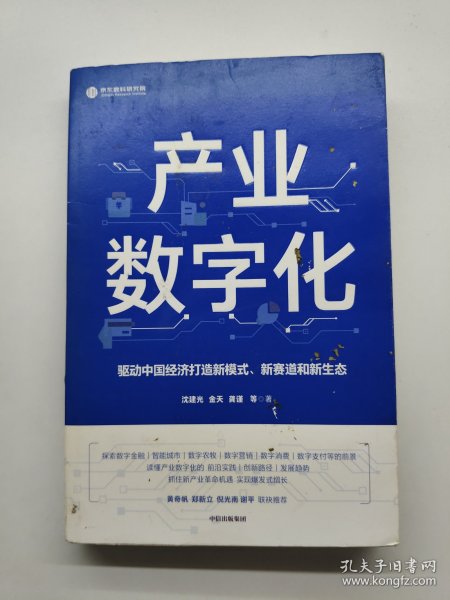 京东数科研究院
产业
数字化
驱动中国经济打造新模式、新赛道和新生态
沈建光 金天 龚谨 等◎著
探索数字金融｜智能城市｜数字农牧｜数字营销｜数字消费｜数字支付等的前景
读懂产业数字化的 前沿实践｜创新路径｜发展趋势
抓住新产业革命机遇 实现爆发式增长
黄奇帆 郑新立 倪光南 谢平 联袂推荐
中信出版集团
孔夫子旧书网
www.kongfz.com